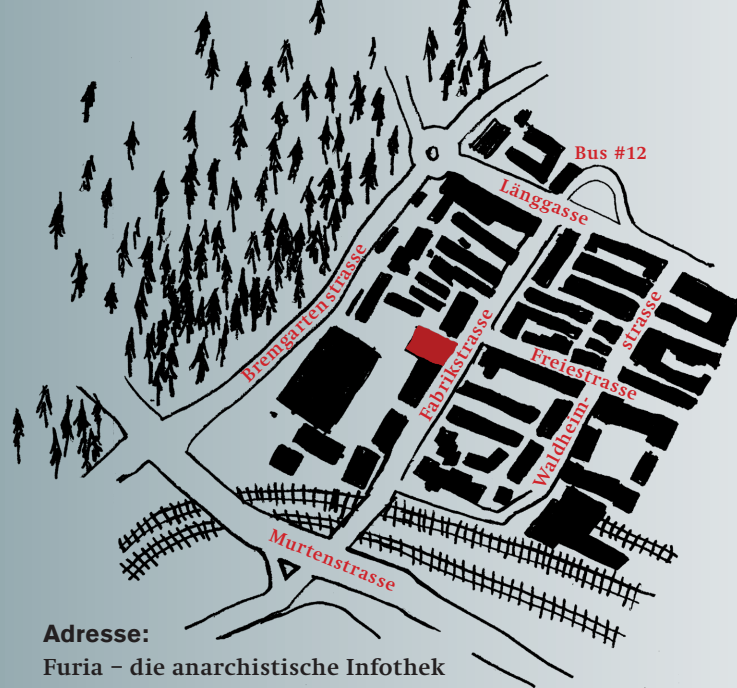 Bus #12
Länggasse
Bremgartenstrasse
Fabrikstrasse
Freiestrasse
Waldheim-
strasse
Murtenstrasse
Adresse:
Furia – die anarchistische Infothek